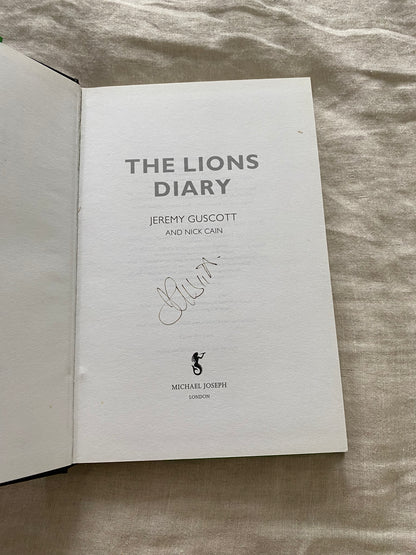 THE LIONS
DIARY
JEREMY GUSCOTT
AND NICK CAIN
MICHAEL JOSEPH
LONDON